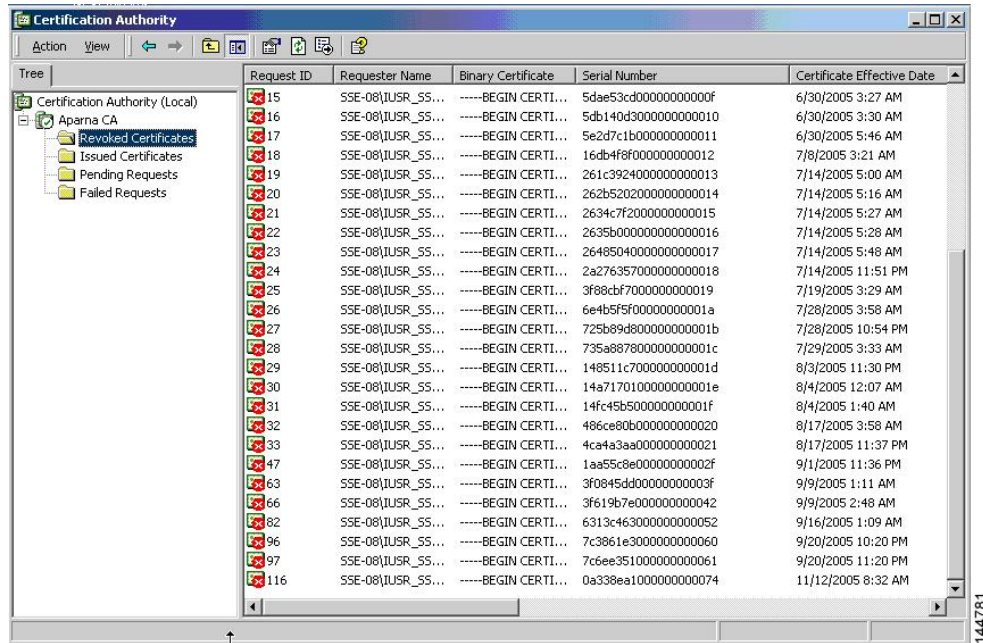 Certification Authority
Action View
Tree
Request ID Requester Name Binary Certificate Serial Number Certificate Effective Date
Certification Authority (Local)
Aparna CA
Revoked Certificates
Issued Certificates
Pending Requests
Failed Requests
15 SSE-08\IUSR_SS... -----BEGIN CERTI... 5dae53cd00000000000f 6/30/2005 3:27 AM
16 SSE-08\IUSR_SS... -----BEGIN CERTI... 5db140d3000000000010 6/30/2005 3:30 AM
17 SSE-08\IUSR_SS... -----BEGIN CERTI... 5e2d7c1b000000000011 6/30/2005 5:46 AM
18 SSE-08\IUSR_SS... -----BEGIN CERTI... 16db4f8f000000000012 7/8/2005 3:21 AM
19 SSE-08\IUSR_SS... -----BEGIN CERTI... 261c3924000000000013 7/14/2005 5:00 AM
20 SSE-08\IUSR_SS... -----BEGIN CERTI... 262b5202000000000014 7/14/2005 5:16 AM
21 SSE-08\IUSR_SS... -----BEGIN CERTI... 2634c7f2000000000015 7/14/2005 5:27 AM
22 SSE-08\IUSR_SS... -----BEGIN CERTI... 2635b000000000000016 7/14/2005 5:28 AM
23 SSE-08\IUSR_SS... -----BEGIN CERTI... 26485040000000000017 7/14/2005 5:48 AM
24 SSE-08\IUSR_SS... -----BEGIN CERTI... 2a276357000000000018 7/14/2005 11:51 PM
25 SSE-08\IUSR_SS... -----BEGIN CERTI... 3f88cbf7000000000019 7/19/2005 3:29 AM
26 SSE-08\IUSR_SS... -----BEGIN CERTI... 6e4b5f5f00000000001a 7/28/2005 3:58 AM
27 SSE-08\IUSR_SS... -----BEGIN CERTI... 725b89d800000000001b 7/28/2005 10:54 PM
28 SSE-08\IUSR_SS... -----BEGIN CERTI... 735a887800000000001c 7/29/2005 3:33 AM
29 SSE-08\IUSR_SS... -----BEGIN CERTI... 148511c700000000001d 8/3/2005 11:30 PM
30 SSE-08\IUSR_SS... -----BEGIN CERTI... 14a7170100000000001e 8/4/2005 12:07 AM
31 SSE-08\IUSR_SS... -----BEGIN CERTI... 14fc45b500000000001f 8/4/2005 1:40 AM
32 SSE-08\IUSR_SS... -----BEGIN CERTI... 486ce80b000000000020 8/17/2005 3:58 AM
33 SSE-08\IUSR_SS... -----BEGIN CERTI... 4ca4a3aa000000000021 8/17/2005 11:37 PM
47 SSE-08\IUSR_SS... -----BEGIN CERTI... 1aa55c8e00000000002f 9/1/2005 11:36 PM
63 SSE-08\IUSR_SS... -----BEGIN CERTI... 3f0845dd00000000003f 9/9/2005 1:11 AM
66 SSE-08\IUSR_SS... -----BEGIN CERTI... 3f619b7e000000000042 9/9/2005 2:48 AM
82 SSE-08\IUSR_SS... -----BEGIN CERTI... 6313c463000000000052 9/16/2005 1:09 AM
96 SSE-08\IUSR_SS... -----BEGIN CERTI... 7c3861e3000000000060 9/20/2005 10:20 PM
97 SSE-08\IUSR_SS... -----BEGIN CERTI... 7c6ee351000000000061 9/20/2005 11:20 PM
116 SSE-08\IUSR_SS... -----BEGIN CERTI... 0a338ea1000000000074 11/12/2005 8:32 AM
144781